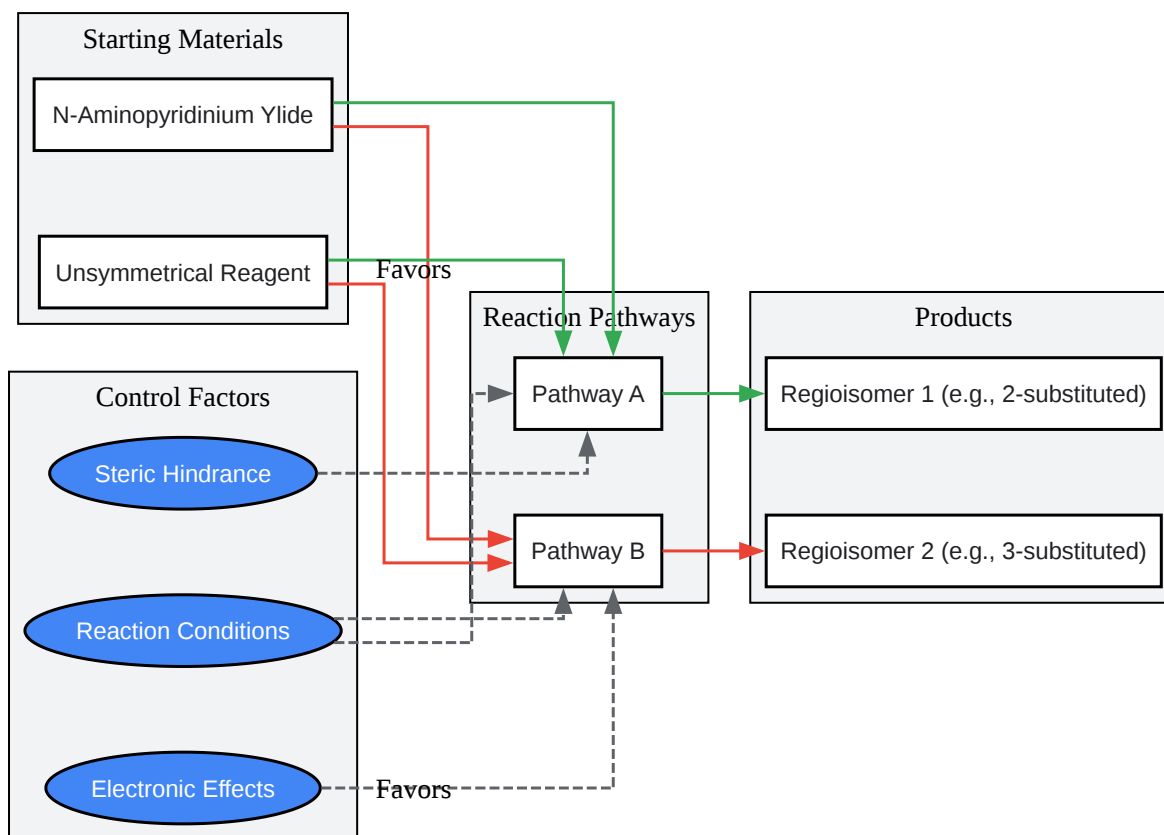 Starting Materials
N-Aminopyridinium Ylide
Unsymmetrical Reagent
Favors
Reaction Pathways
Pathway A
Pathway B
Products
Regioisomer 1 (e.g., 2-substituted)
Regioisomer 2 (e.g., 3-substituted)
Control Factors
Steric Hindrance
Reaction Conditions
Electronic Effects
Favors